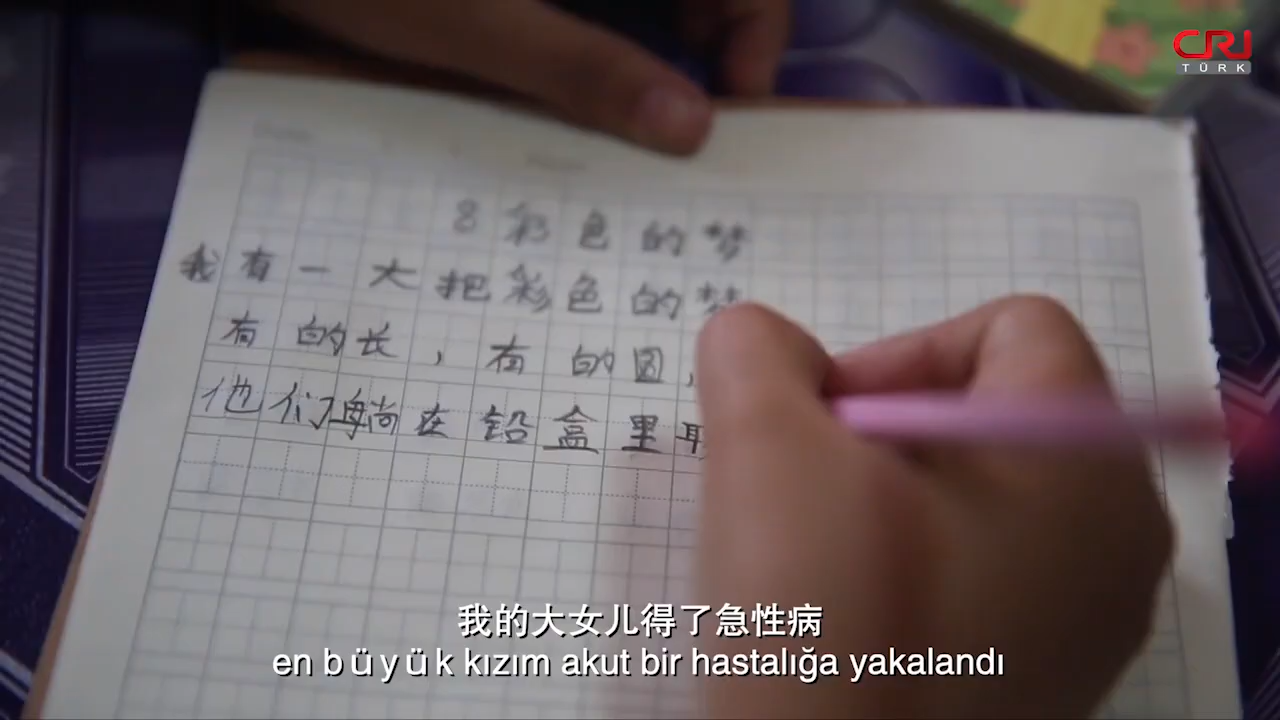 CRI
TÜRK
8 彩色的梦
我有一大把彩色的梦
有的长，有的圆，
他们躺在铅盒里
我的大女儿得了急性病
en büyük kızım akut bir hastalığa yakalandı